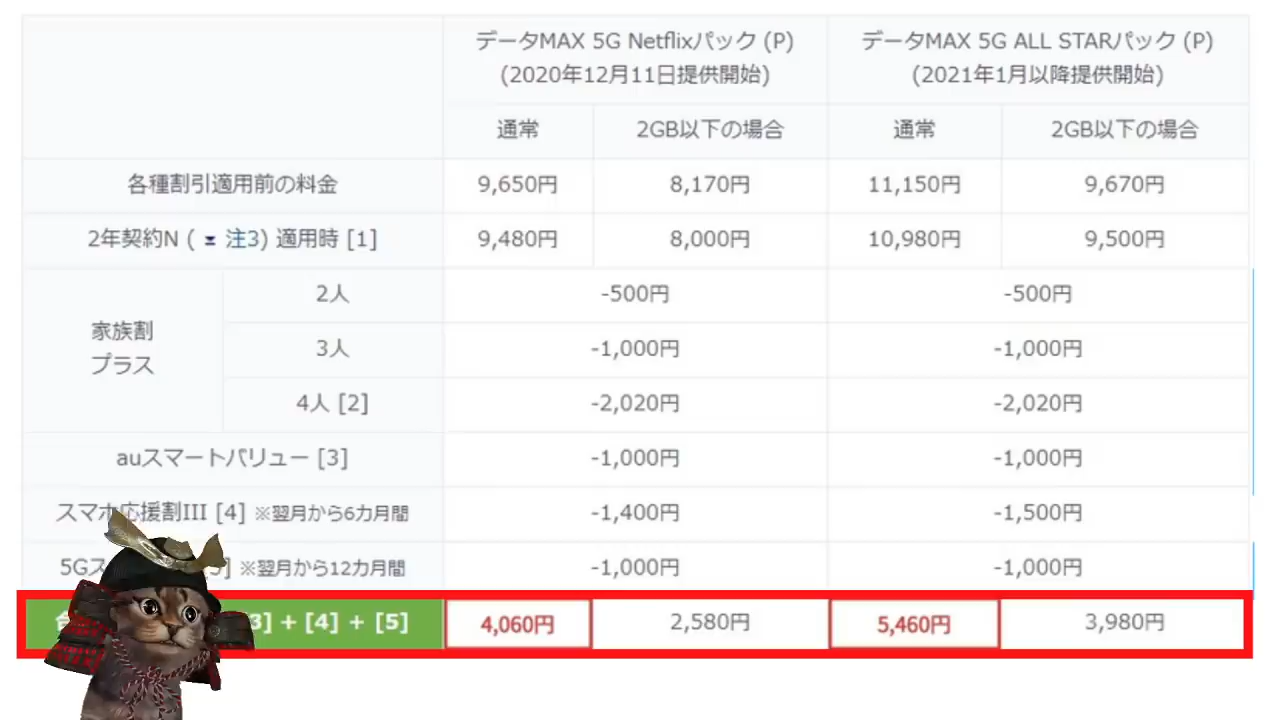 データMAX 5G Netflixパック (P)
(2020年12月11日提供開始)
データMAX 5G ALL STARパック (P)
(2021年1月以降提供開始)
通常 2GB以下の場合 通常 2GB以下の場合
各種割引適用前の料金 9,650円 8,170円 11,150円 9,670円
2年契約N ( 注3) 適用時 [1] 9,480円 8,000円 10,980円 9,500円
家族割
プラス
2人 -500円 -500円
3人 -1,000円 -1,000円
4人 [2] -2,020円 -2,020円
auスマートバリュー [3] -1,000円 -1,000円
スマホ応援割III [4] ※翌月から6カ月間 -1,400円 -1,500円
5Gス ] ※翌月から12カ月間 -1,000円 -1,000円
3] + [4] + [5] 4,060円 2,580円 5,460円 3,980円